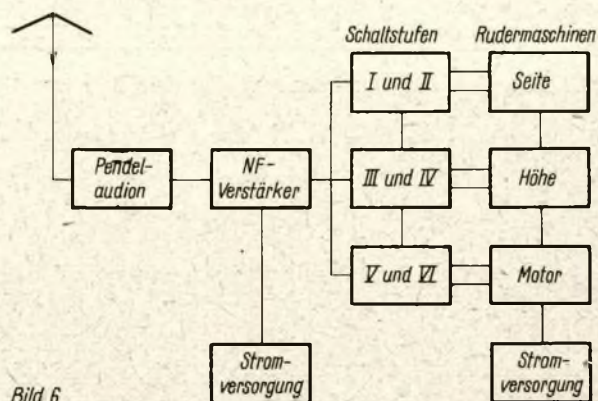 Schaltstufen
Rudermaschinen
I und II
Seite
Pendel-
audion
NF-
Verstärker
III und IV
Höhe
V und VI
Motor
Strom-
versorgung
Strom-
versorgung
Bild 6